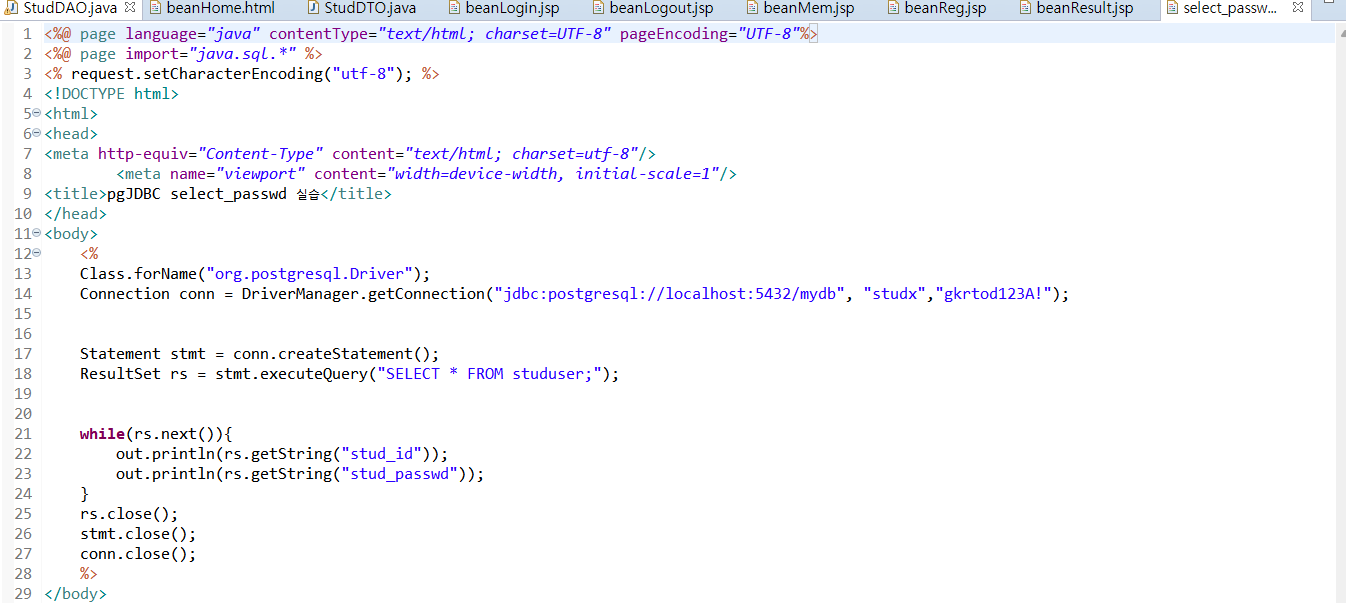 StudDAO.java beanHome.html StudDTO.java beanLogin.jsp beanLogout.jsp beanMem.jsp beanReg.jsp beanResult.jsp select_passw...
1 <%@ page language="java" contentType="text/html; charset=UTF-8" pageEncoding="UTF-8"%>
2 <%@ page import="java.sql.*" %>
3 <% request.setCharacterEncoding("utf-8"); %>
4 <!DOCTYPE html>
5 <html>
6 <head>
7 <meta http-equiv="Content-Type" content="text/html; charset=utf-8"/>
8         <meta name="viewport" content="width=device-width, initial-scale=1"/>
9 <title>pgJDBC select_passwd 실습</title>
10 </head>
11 <body>
12     <%
13     Class.forName("org.postgresql.Driver");
14     Connection conn = DriverManager.getConnection("jdbc:postgresql://localhost:5432/mydb", "studx","gkrtod123A!");
15
16
17     Statement stmt = conn.createStatement();
18     ResultSet rs = stmt.executeQuery("SELECT * FROM studuser;");
19
20
21     while(rs.next()){
22         out.println(rs.getString("stud_id"));
23         out.println(rs.getString("stud_passwd"));
24     }
25     rs.close();
26     stmt.close();
27     conn.close();
28     %>
29 </body>